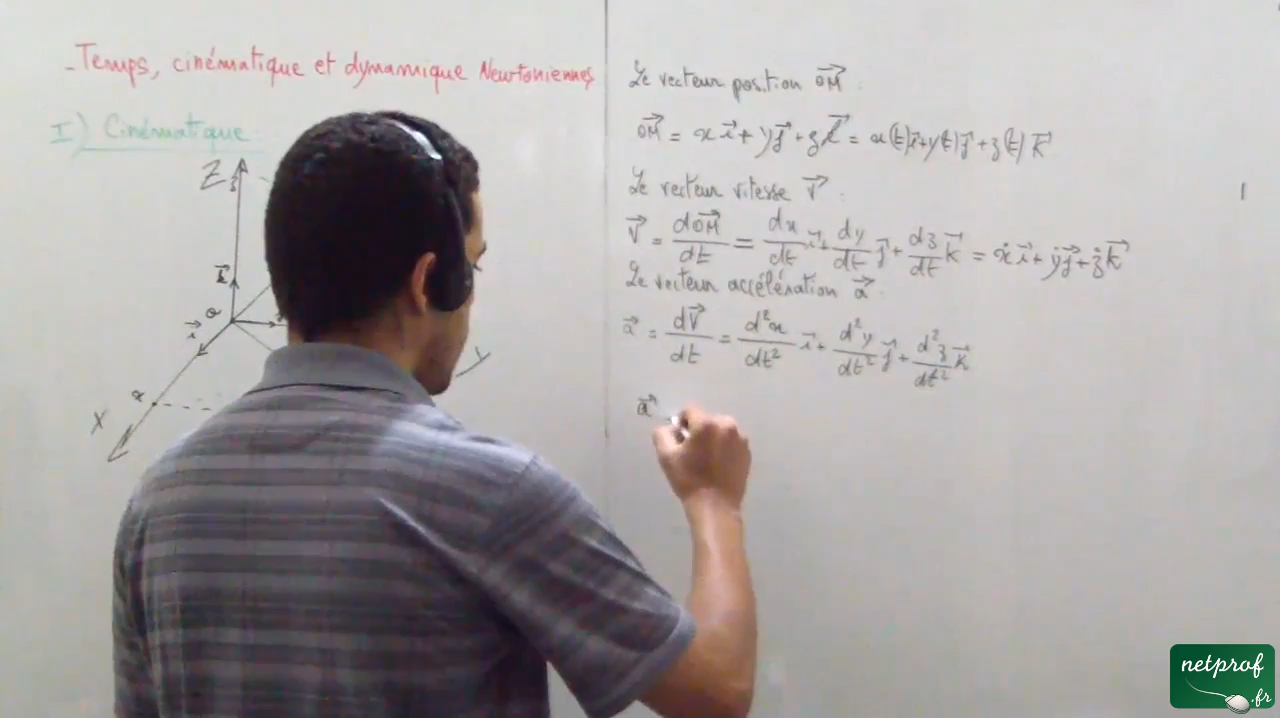 - Temps, cinématique et dynamique Newtoniennes
I) Cinématique
Z
k⃗
O
i⃗
x
X
Y
Le vecteur position OM⃗ :
OM⃗ = x i⃗ + y j⃗ + z k⃗ = x(t) i⃗ + y(t) j⃗ + z(t) k⃗
Le vecteur vitesse V⃗ :
V⃗ = dOM⃗/dt = dx/dt i⃗ + dy/dt j⃗ + dz/dt k⃗ = ẋ i⃗ + ẏ j⃗ + ż k⃗
Le vecteur accélération a⃗ :
a⃗ = dV⃗/dt = d²x/dt² i⃗ + d²y/dt² j⃗ + d²z/dt² k⃗
a⃗
netprof
.fr